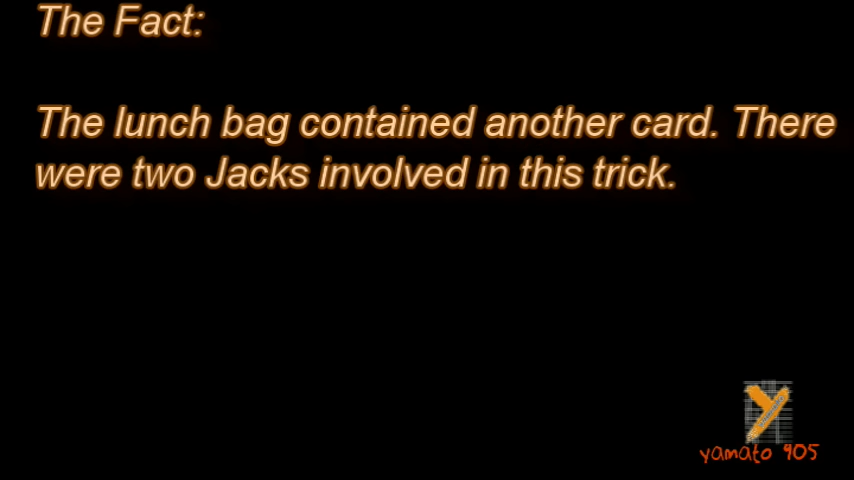 The Fact:
The lunch bag contained another card. There
were two Jacks involved in this trick.
Y
yamato 905